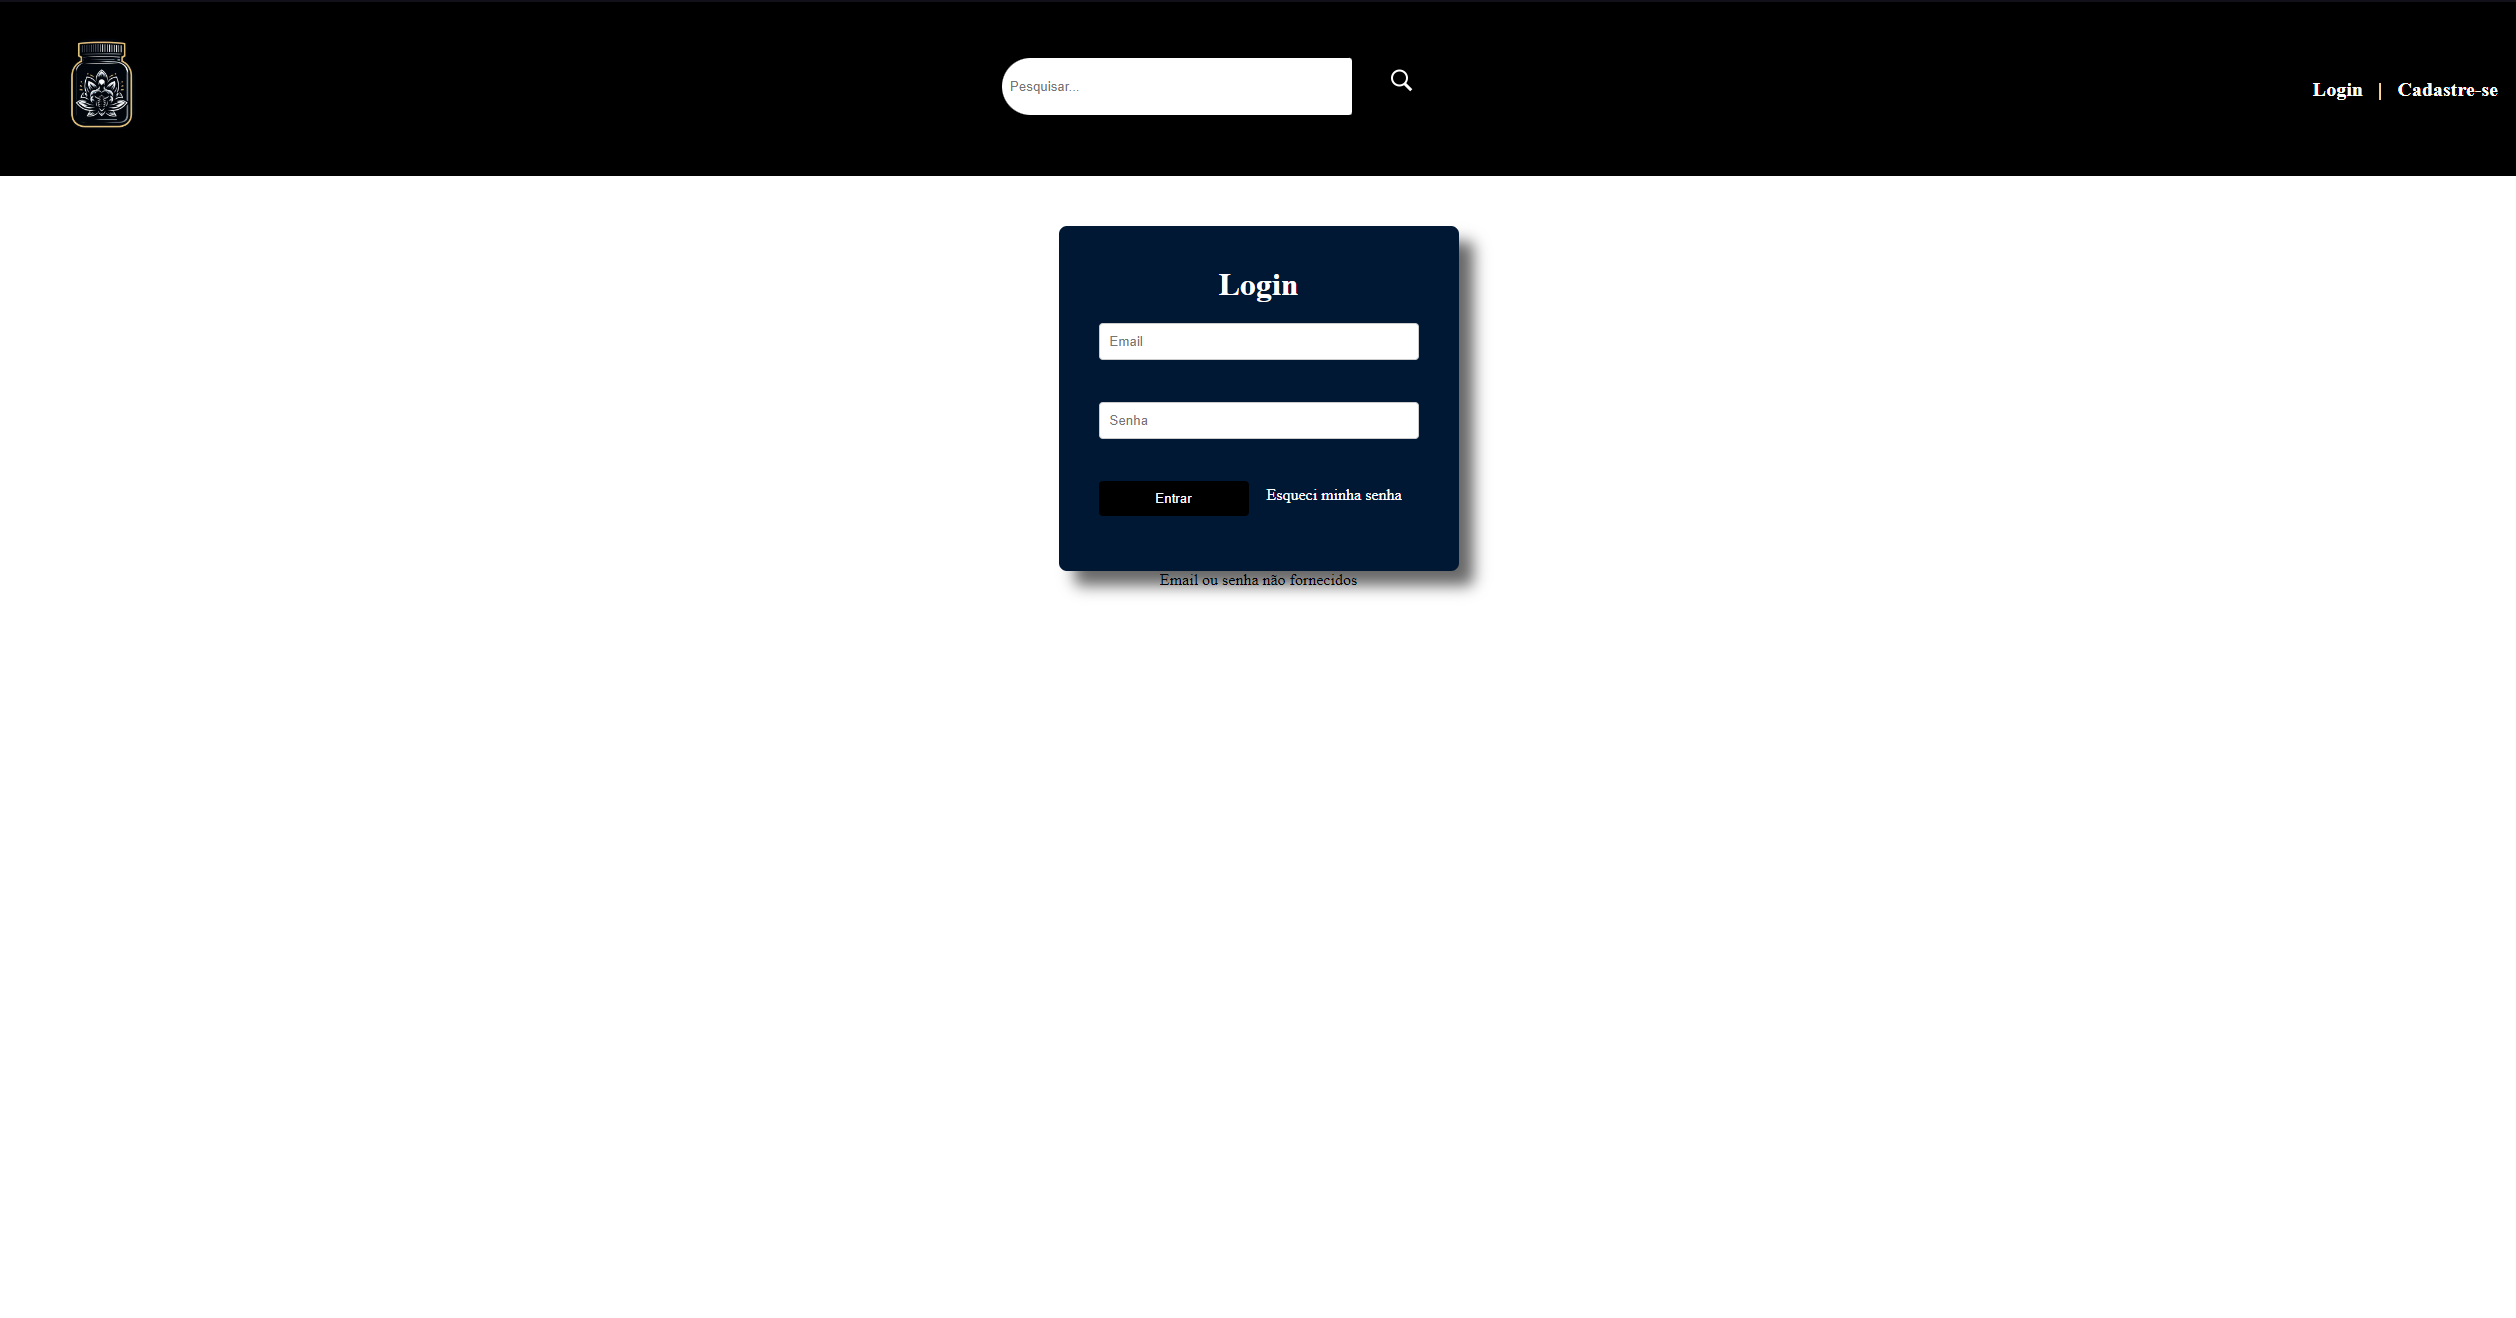 Pesquisar...
Login | Cadastre-se
Login
Email
Senha
Entrar Esqueci minha senha
Email ou senha não fornecidos